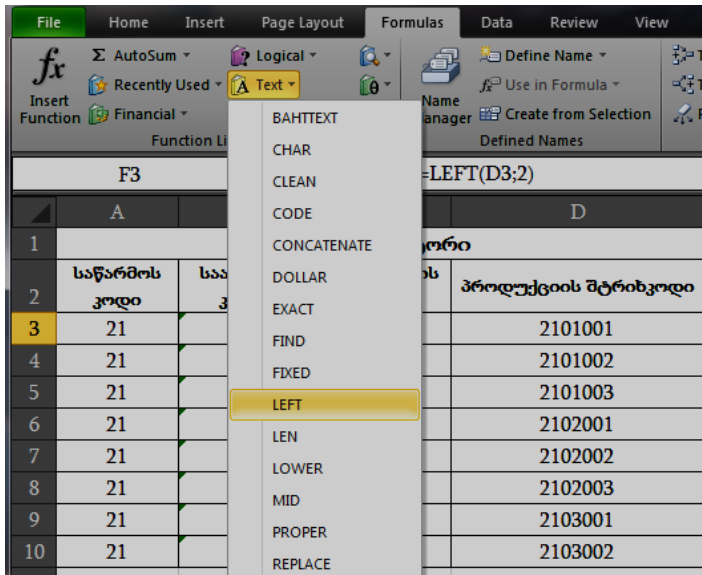 File Home Insert Page Layout Formulas Data Review View
fx Σ AutoSum Logical Define Name
Recently Used Text Use in Formula
Insert Function Financial Name Create from Selection
Defined Names
BAHTTEXT
CHAR
CLEAN
CODE
CONCATENATE
DOLLAR
EXACT
FIND
FIXED
LEFT
LEN
LOWER
MID
PROPER
REPLACE
F3 =LEFT(D3;2)
A D
1
2 საწარმოს კოდი პროდუქციის შტრიხკოდი
3 21 2101001
4 21 2101002
5 21 2101003
6 21 2102001
7 21 2102002
8 21 2102003
9 21 2103001
10 21 2103002